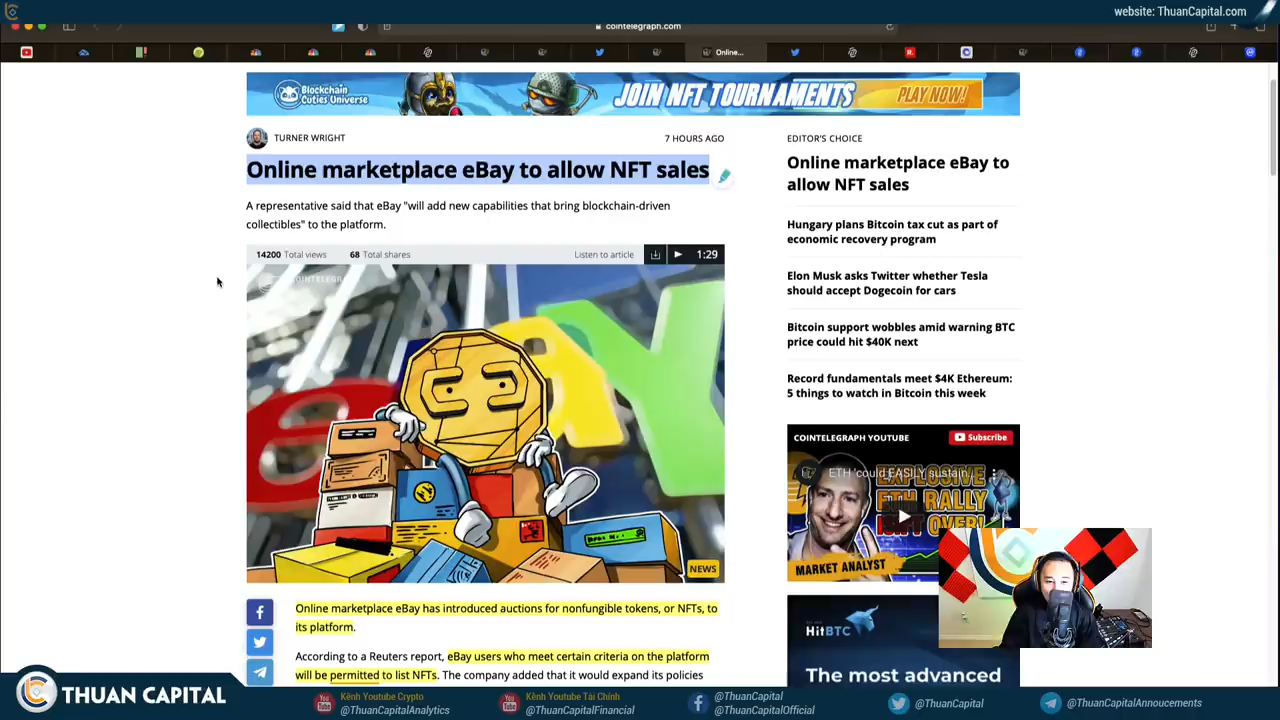 website: ThuanCapital.com
cointelegraph.com
Online...
Blockchain
Cuties Universe
JOIN NFT TOURNAMENTS
PLAY NOW!
TURNER WRIGHT
7 HOURS AGO
Online marketplace eBay to allow NFT sales
A representative said that eBay "will add new capabilities that bring blockchain-driven
collectibles" to the platform.
14200 Total views
68 Total shares
Listen to article
1:29
COINTELEGRA
NEWS
Online marketplace eBay has introduced auctions for nonfungible tokens, or NFTs, to
its platform.
According to a Reuters report, eBay users who meet certain criteria on the platform
will be permitted to list NFTs. The company added that it would expand its policies
EDITOR'S CHOICE
Online marketplace eBay to
allow NFT sales
Hungary plans Bitcoin tax cut as part of
economic recovery program
Elon Musk asks Twitter whether Tesla
should accept Dogecoin for cars
Bitcoin support wobbles amid warning BTC
price could hit $40K next
Record fundamentals meet $4K Ethereum:
5 things to watch in Bitcoin this week
COINTELEGRAPH YOUTUBE
Subscribe
ETH 'could EASILY sustain
EXPLOSIVE
ETH RALLY
ISN'T OVER!
MARKET ANALYST
HitBTC
The most advanced
THUAN CAPITAL
Kênh Youtube Crypto
@ThuanCapitalAnalytics
Kênh Youtube Tài Chính
@ThuanCapitalFinancial
@ThuanCapital
@ThuanCapitalOfficial
@ThuanCapital
@ThuanCapitalAnnoucements